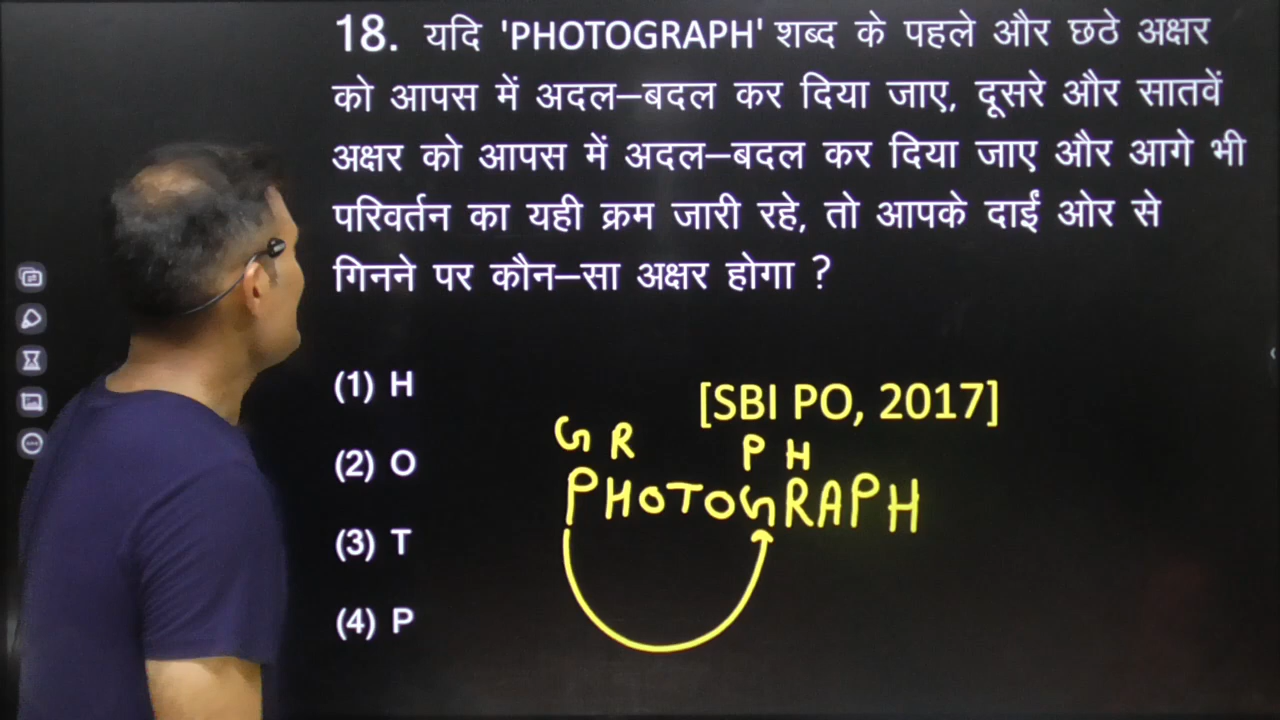 18. यदि 'PHOTOGRAPH' शब्द के पहले और छठे अक्षर
को आपस में अदल–बदल कर दिया जाए, दूसरे और सातवें
अक्षर को आपस में अदल–बदल कर दिया जाए और आगे भी
परिवर्तन का यही क्रम जारी रहे, तो आपके दाईं ओर से
गिनने पर कौन–सा अक्षर होगा ?
(1) H
[SBI PO, 2017]
G R P H
(2) O
PHOTOGRAPH
(3) T
(4) P